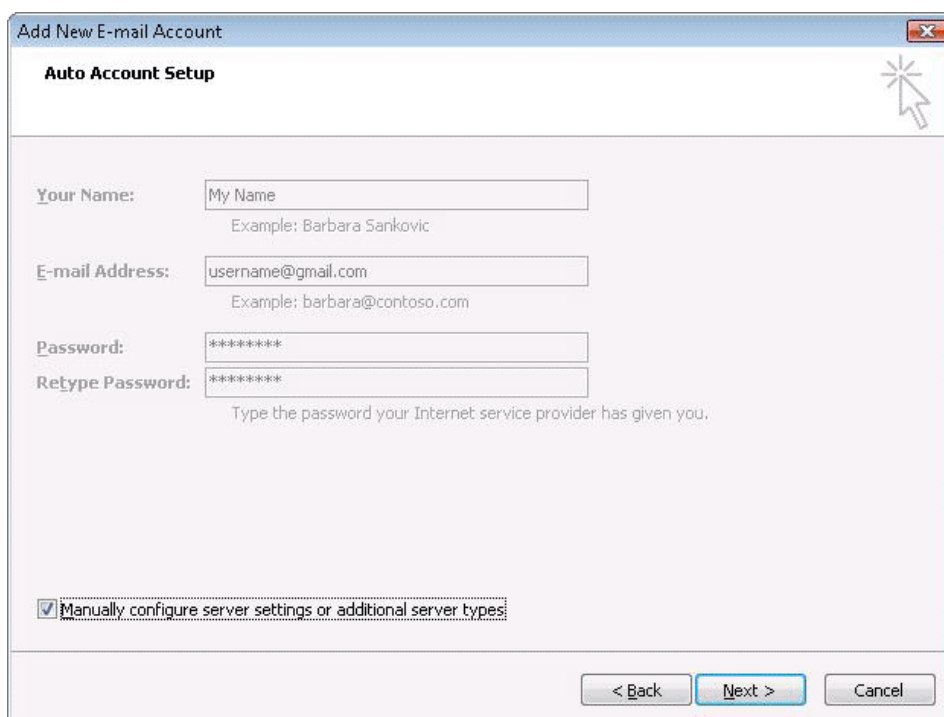 Add New E-mail Account
Auto Account Setup
Your Name: My Name
Example: Barbara Sankovic
E-mail Address: username@gmail.com
Example: barbara@contoso.com
Password: ********
Retype Password: ********
Type the password your Internet service provider has given you.
Manually configure server settings or additional server types
< Back Next > Cancel